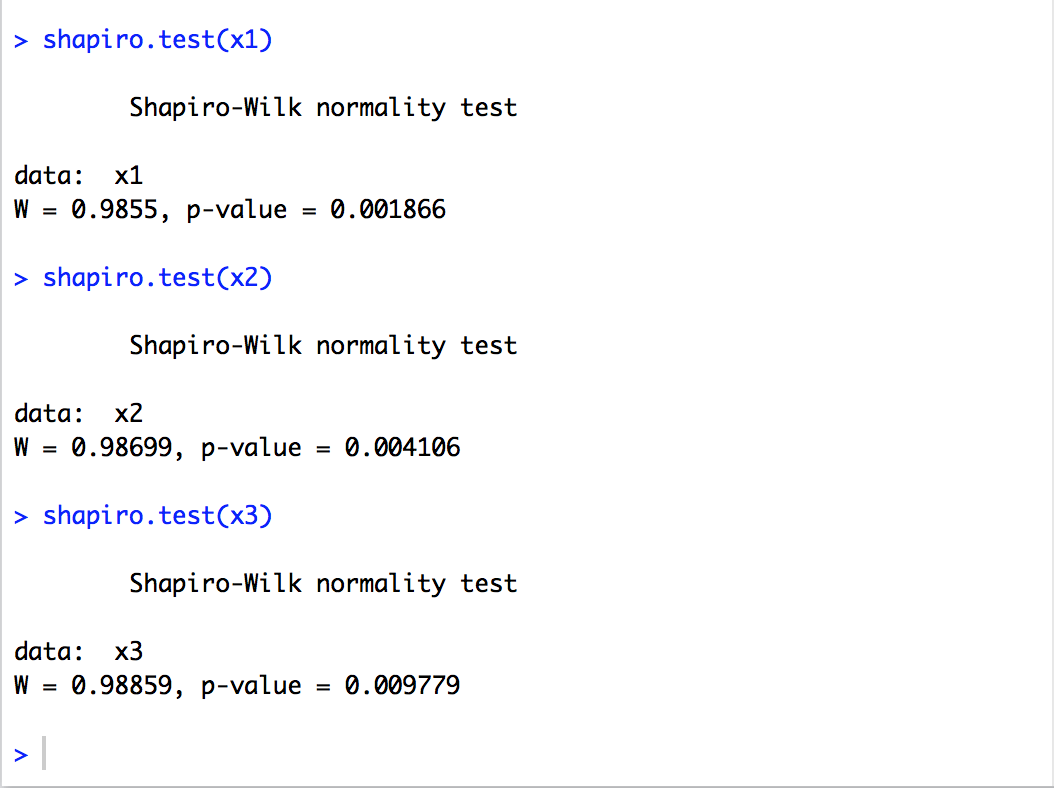 > shapiro.test(x1)
Shapiro-Wilk normality test
data:  x1
W = 0.9855, p-value = 0.001866
> shapiro.test(x2)
Shapiro-Wilk normality test
data:  x2
W = 0.98699, p-value = 0.004106
> shapiro.test(x3)
Shapiro-Wilk normality test
data:  x3
W = 0.98859, p-value = 0.009779
>